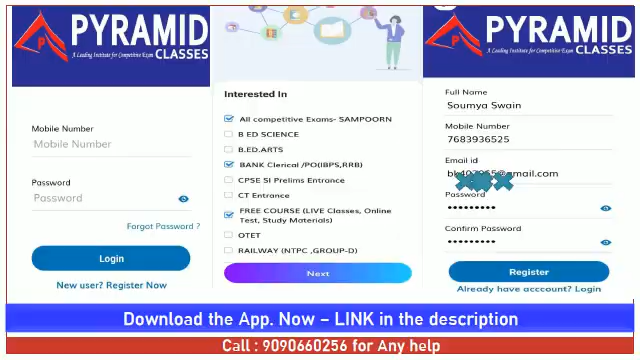 PYRAMID
CLASSES
A Leading Institute for Competitive Exam
Mobile Number
Mobile Number
Password
Password
Forgot Password ?
Login
New user? Register Now
Interested In
All competitive Exams- SAMPOORN
B ED SCIENCE
B.ED.ARTS
BANK Clerical /PO(IBPS,RRB)
CPSE SI Prelims Entrance
CT Entrance
FREE COURSE (LIVE Classes, Online
Test, Study Materials)
OTET
RAILWAY (NTPC ,GROUP-D)
Next
PYRAMID
CLASSES
A Leading Institute for Competitive Exam
Full Name
Soumya Swain
Mobile Number
7683936525
Email id
@gmail.com
Password
Confirm Password
Register
Already have acccount? Login
Download the App. Now – LINK in the description
Call : 9090660256 for Any help